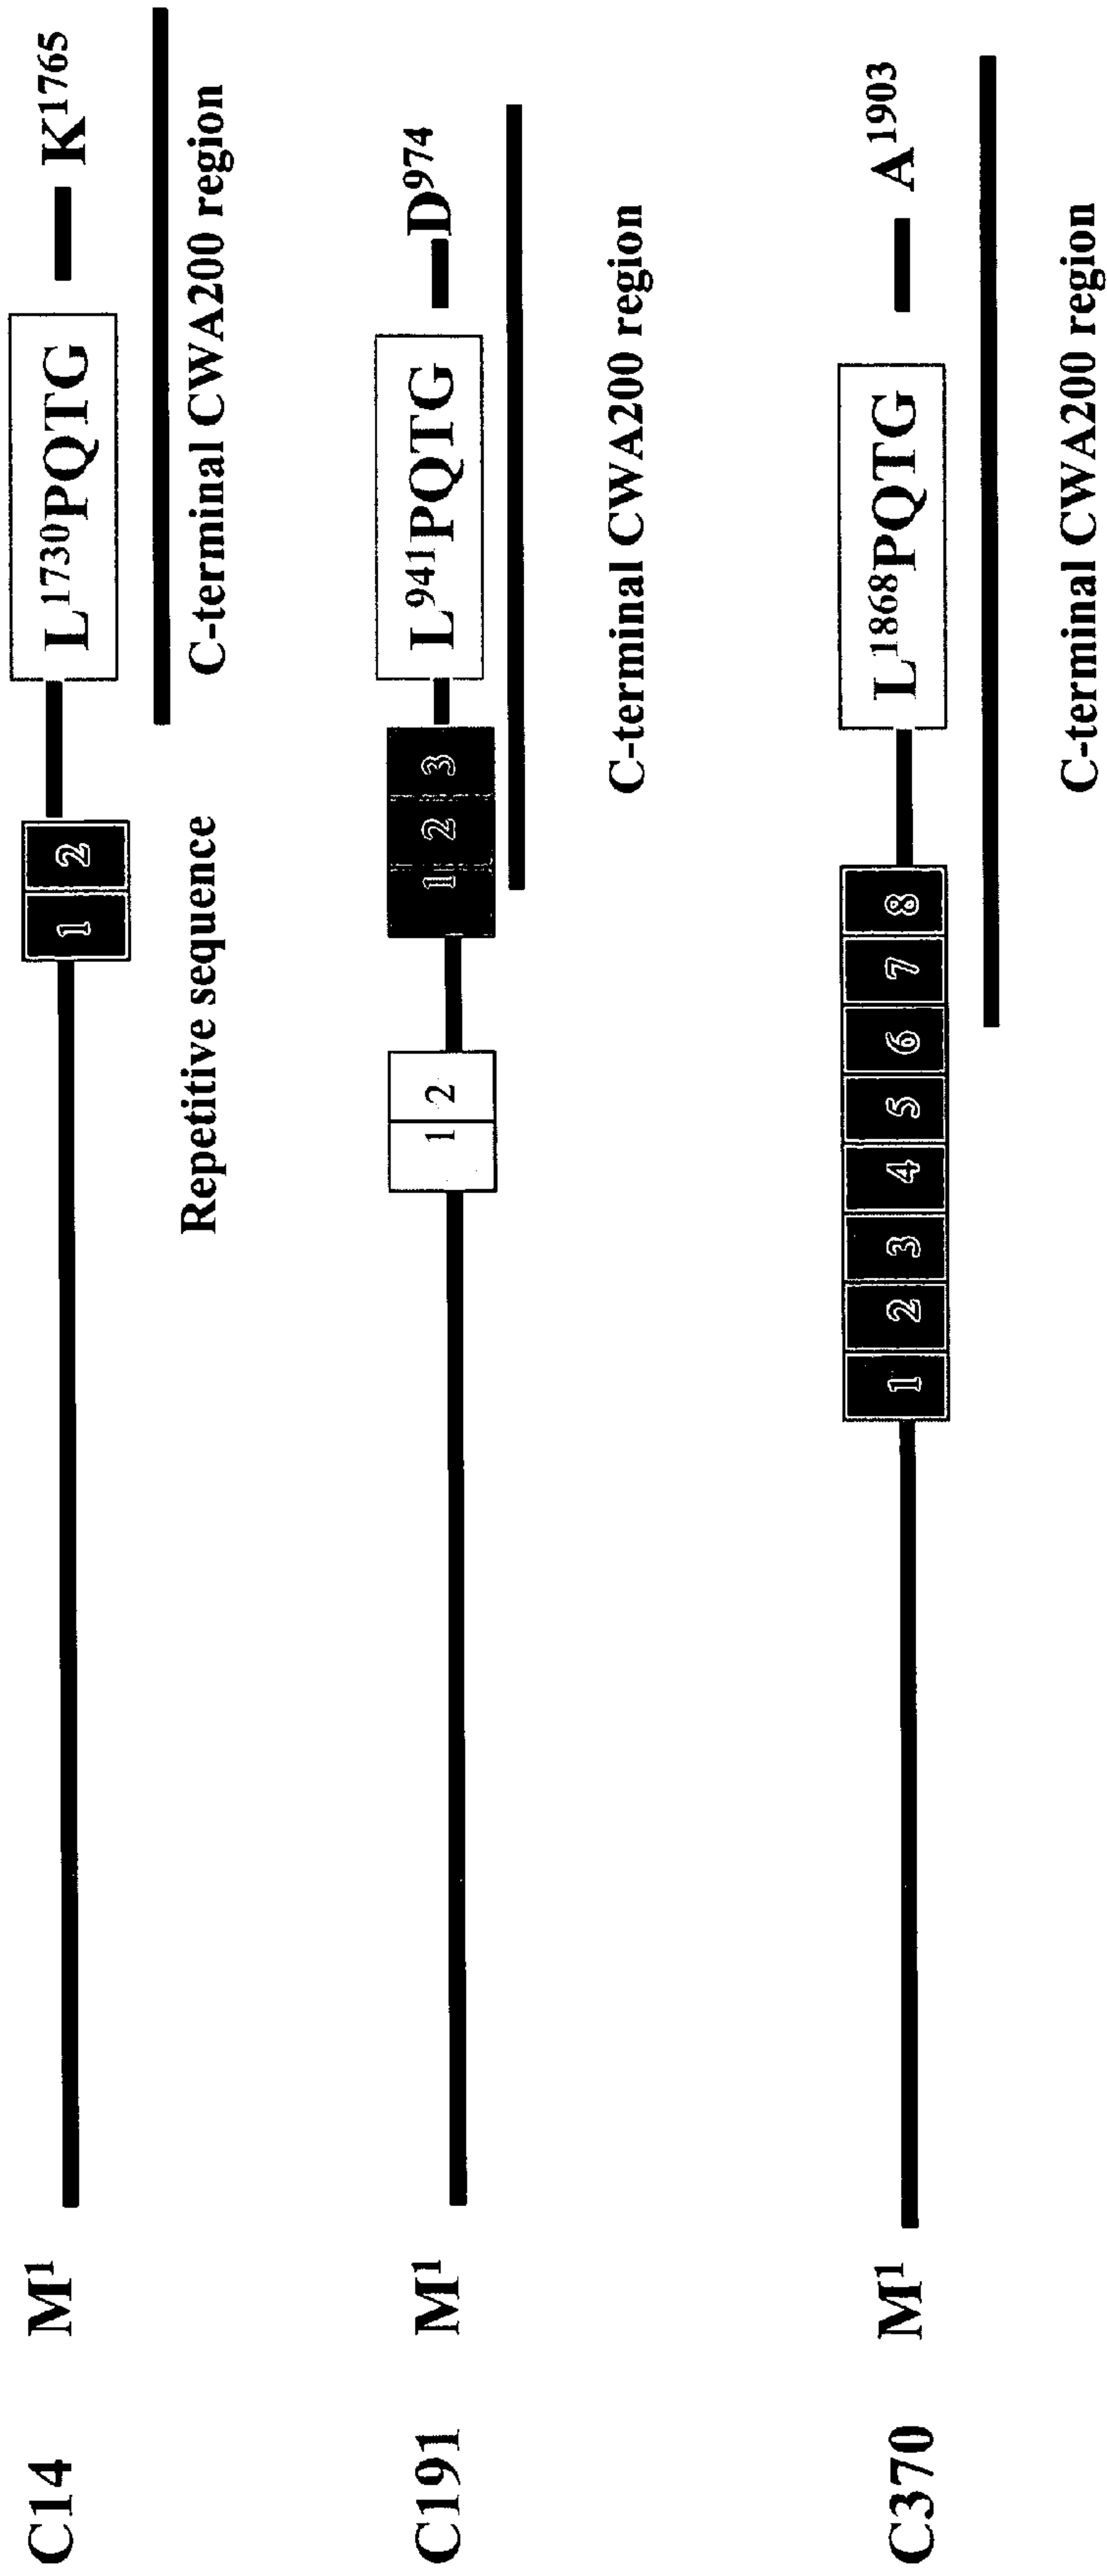 C14 M¹ 1 2 L¹⁷³⁰PQTG K¹⁷⁶⁵
Repetitive sequence C-terminal CWA200 region
C191 M¹ 1 2 1 2 3 L⁹⁴¹PQTG D⁹⁷⁴
C-terminal CWA200 region
C370 M¹ 1 2 3 4 5 6 7 8 L¹⁸⁶⁸PQTG A¹⁹⁰³
C-terminal CWA200 region